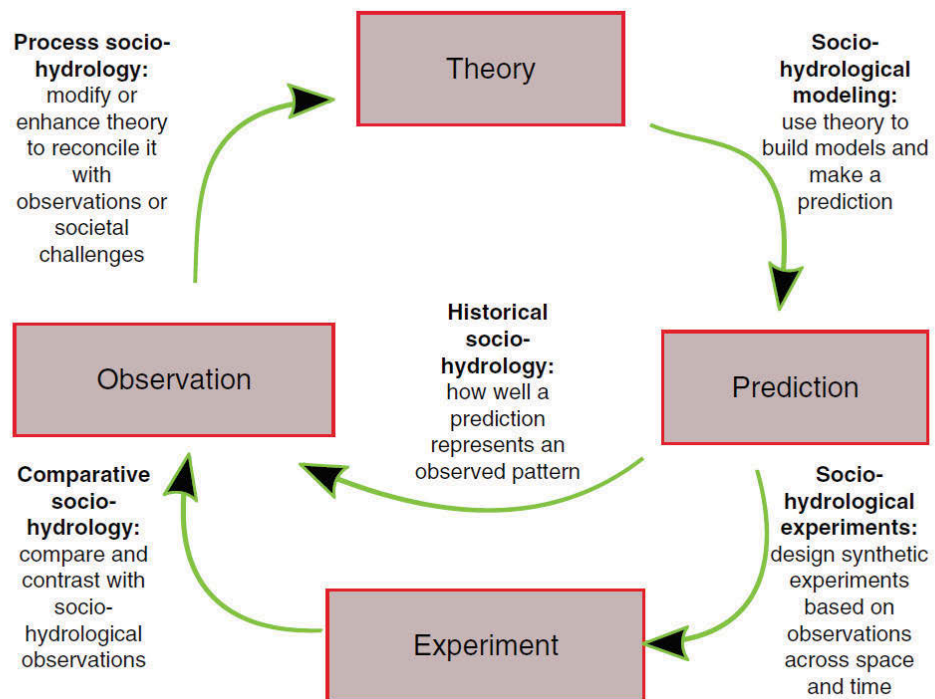 Process socio-
hydrology:
modify or
enhance theory
to reconcile it
with
observations or
societal
challenges
Theory
Socio-
hydrological
modeling:
use theory to
build models and
make a
prediction
Observation
Historical
socio-
hydrology:
how well a
prediction
represents an
observed pattern
Prediction
Comparative
socio-
hydrology:
compare and
contrast with
socio-
hydrological
observations
Experiment
Socio-
hydrological
experiments:
design synthetic
experiments
based on
observations
across space
and time